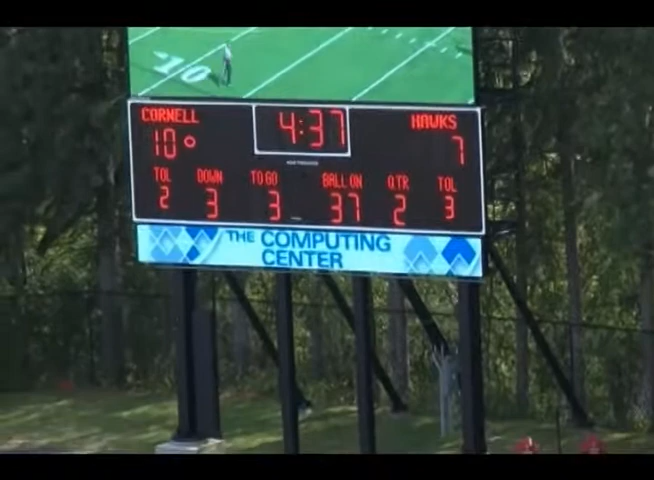 10
CORNELL 4:37 HAWKS
10 7
TOL DOWN TO GO BALL ON QTR TOL
2 3 3 37 2 3
THE COMPUTING
CENTER